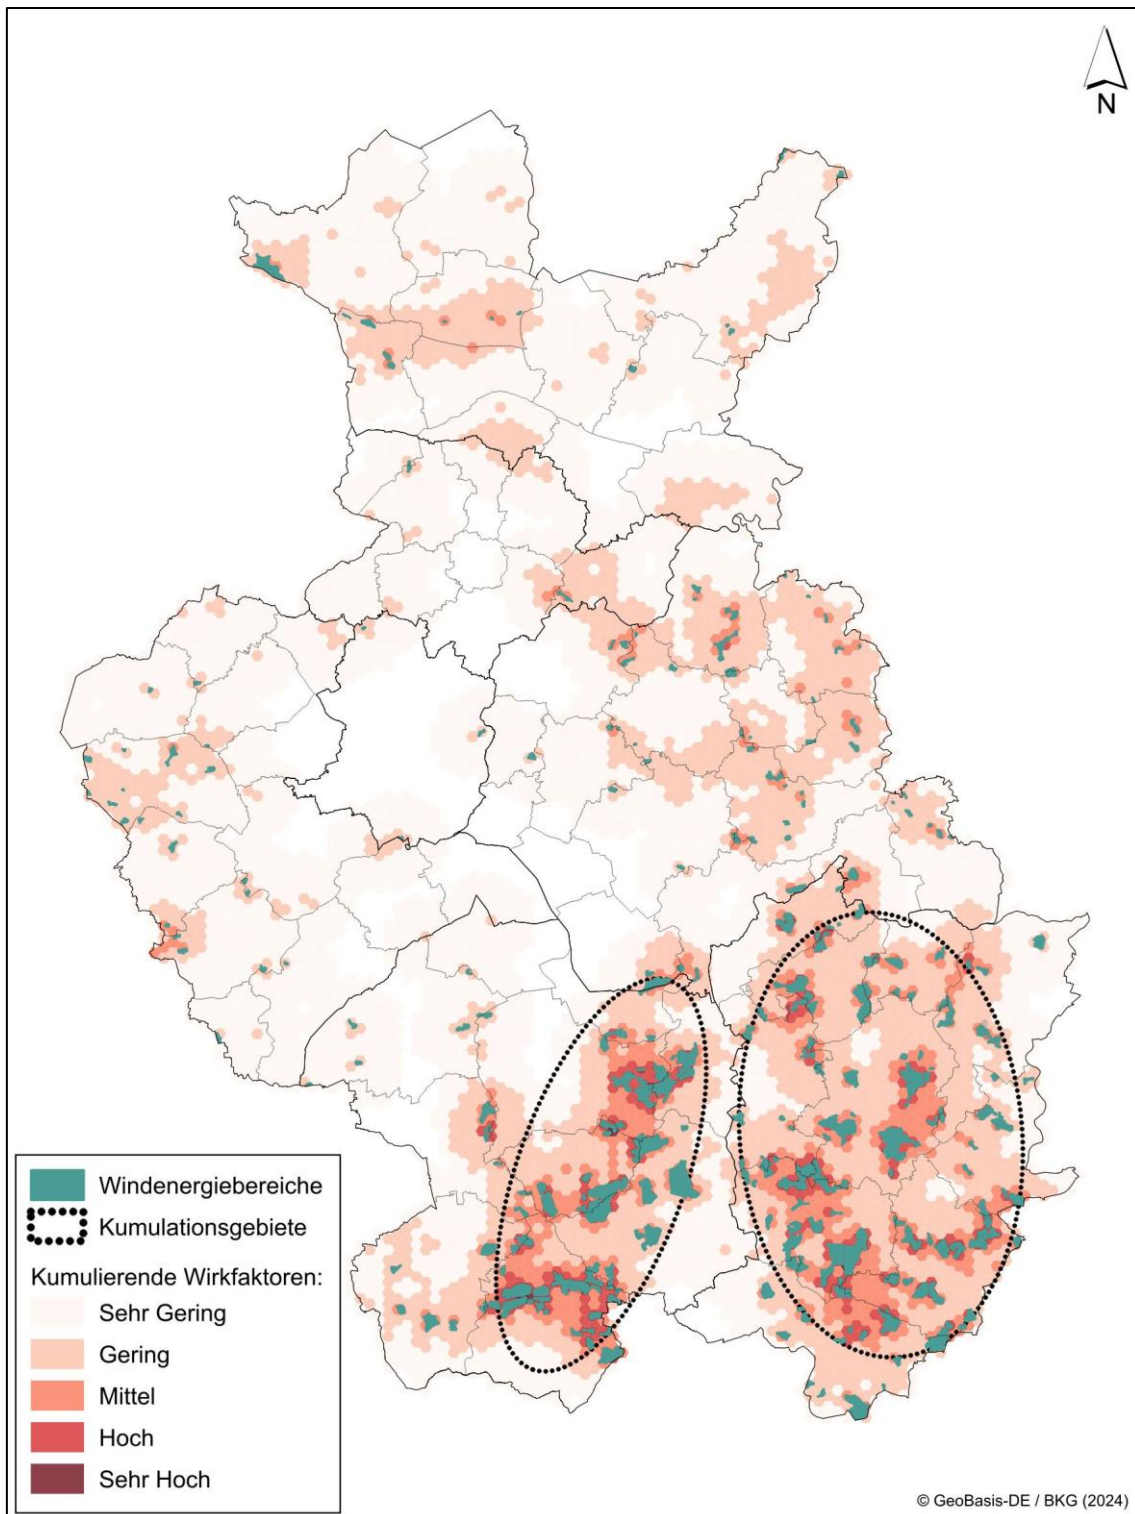 N
Windenergiebereiche
Kumulationsgebiete
Kumulierende Wirkfaktoren:
Sehr Gering
Gering
Mittel
Hoch
Sehr Hoch
© GeoBasis-DE / BKG (2024)